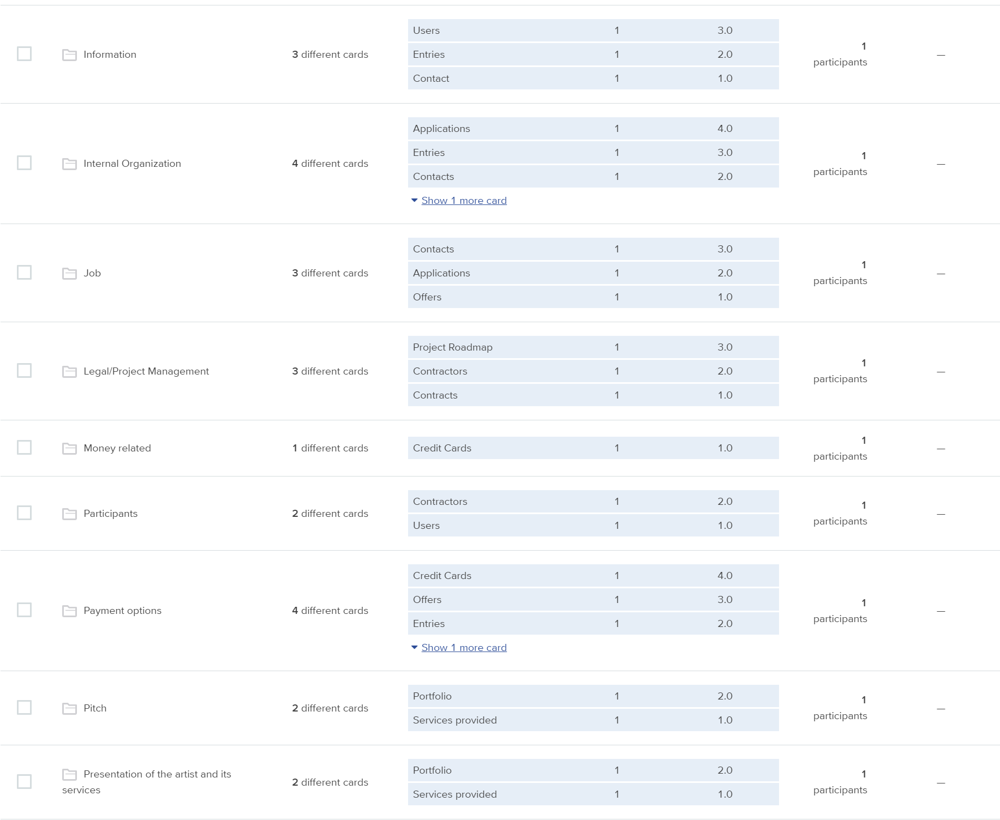 Users 1 3.0
Information 3 different cards Entries 1 2.0 1 participants —
Contact 1 1.0
Applications 1 4.0
Entries 1 3.0
Internal Organization 4 different cards 1 participants —
Contacts 1 2.0
Show 1 more card
Contacts 1 3.0
Job 3 different cards Applications 1 2.0 1 participants —
Offers 1 1.0
Project Roadmap 1 3.0
Legal/Project Management 3 different cards Contractors 1 2.0 1 participants —
Contracts 1 1.0
Money related 1 different cards Credit Cards 1 1.0 1 participants —
Contractors 1 2.0
Participants 2 different cards 1 participants —
Users 1 1.0
Credit Cards 1 4.0
Offers 1 3.0
Payment options 4 different cards 1 participants —
Entries 1 2.0
Show 1 more card
Portfolio 1 2.0
Pitch 2 different cards 1 participants —
Services provided 1 1.0
Portfolio 1 2.0
Presentation of the artist and its
services 2 different cards 1 participants —
Services provided 1 1.0